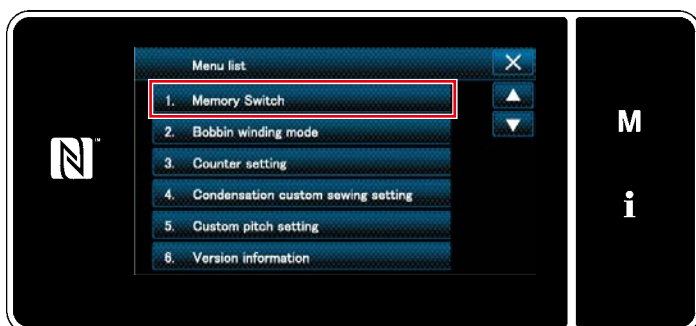 Menu list
1. Memory Switch
2. Bobbin winding mode
3. Counter setting
4. Condensation custom sewing setting
5. Custom pitch setting
6. Version information
N
M
i